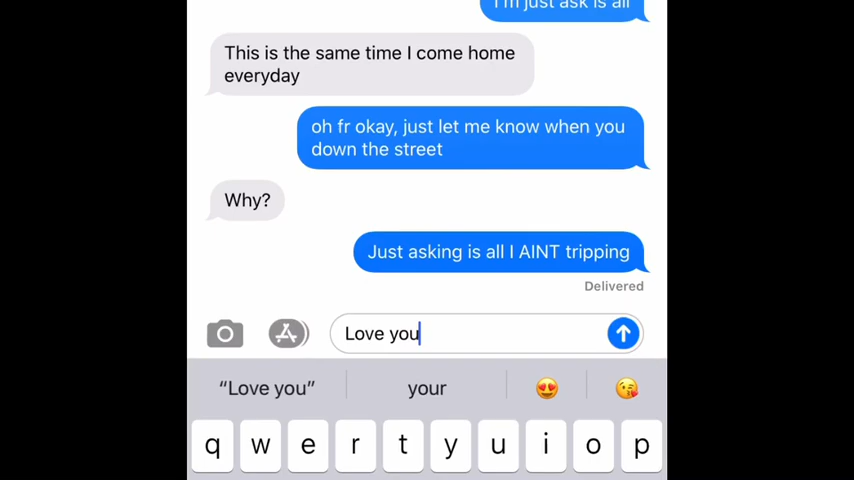 I'm just ask is all
This is the same time I come home
everyday
oh fr okay, just let me know when you
down the street
Why?
Just asking is all I AINT tripping
Delivered
Love you
“Love you” your 😍 😘
q w e r t y u i o p